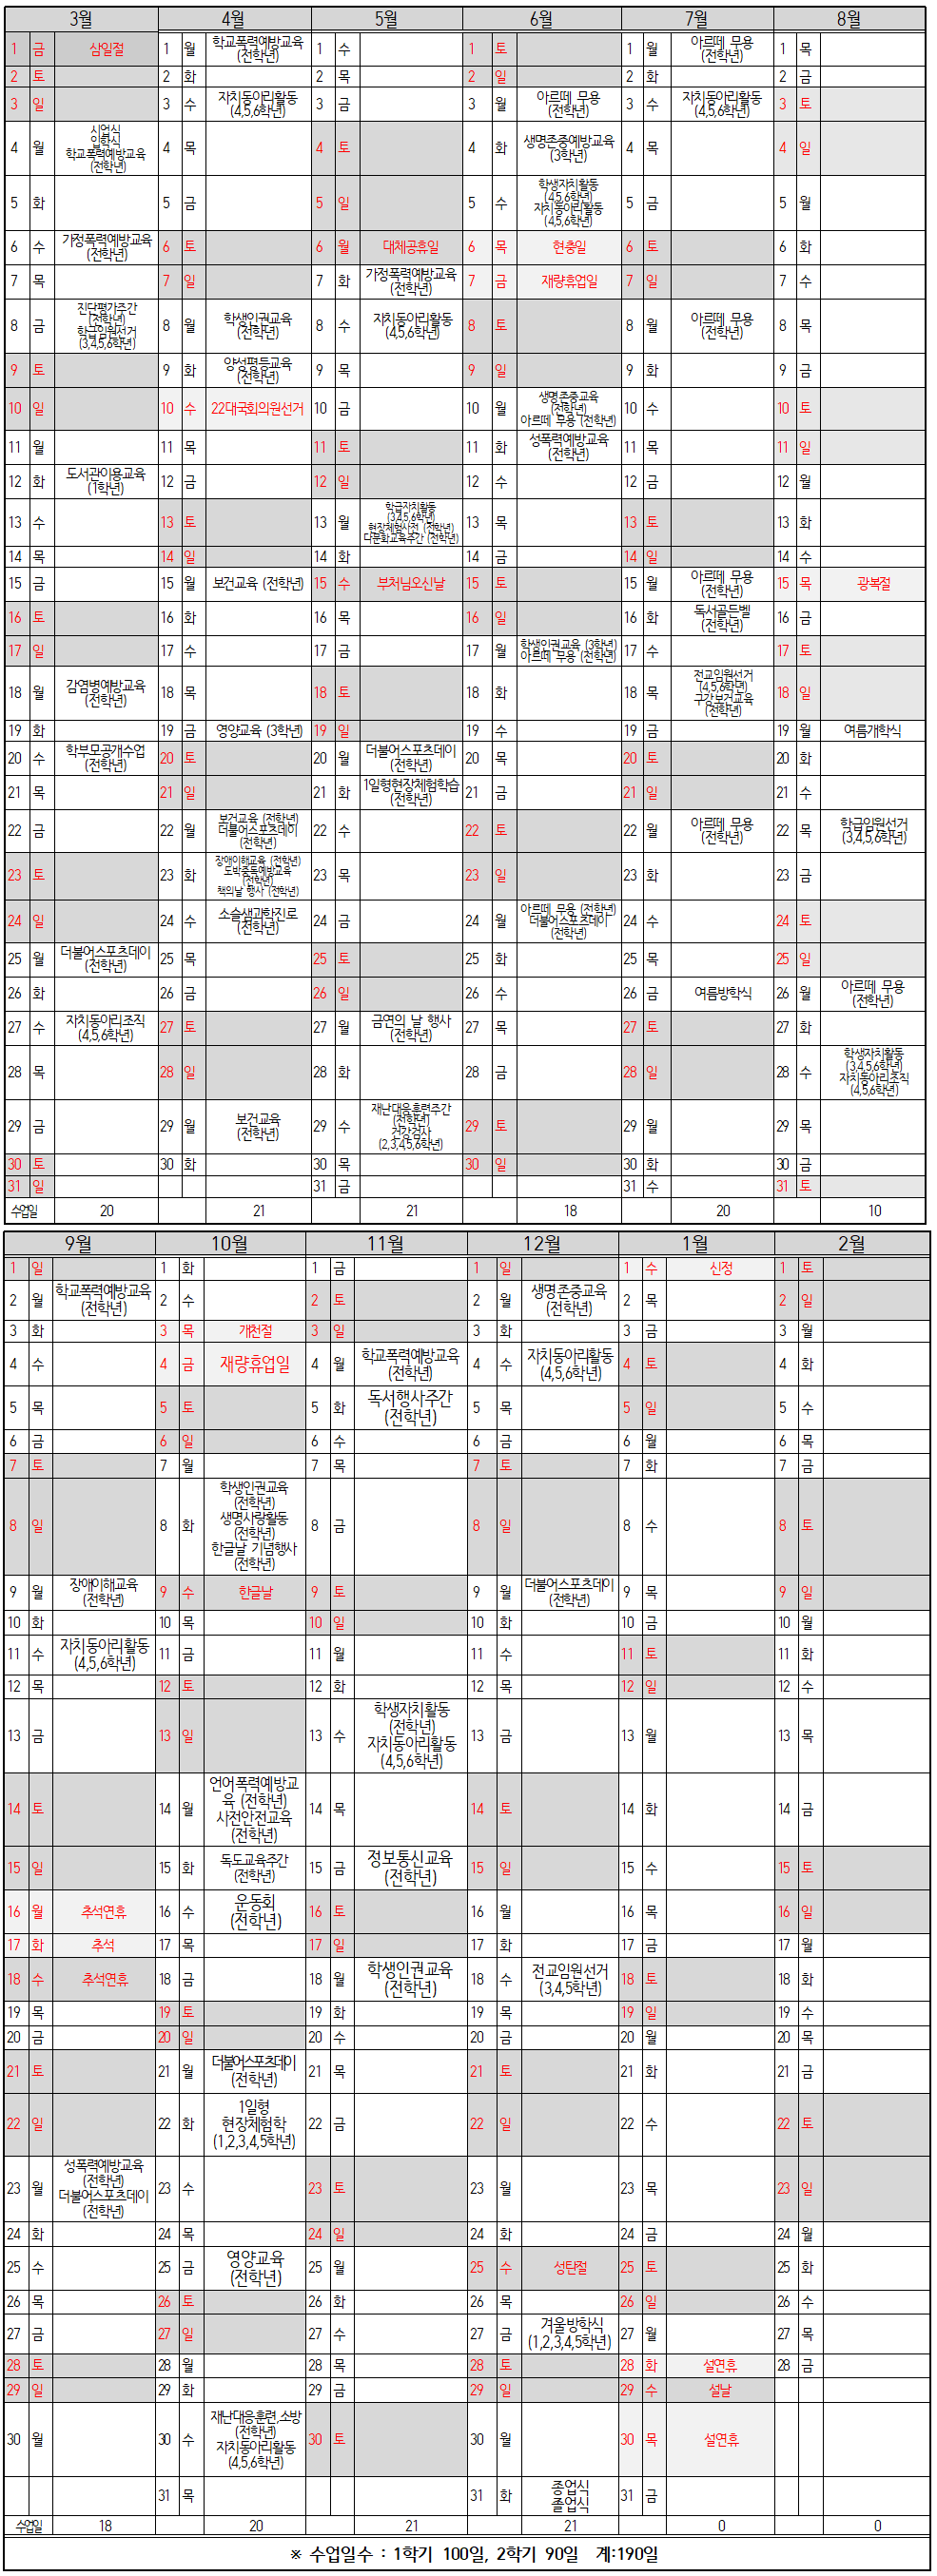 3월 4월 5월 6월 7월 8월
1 금 삼일절 1 월 학교폭력예방교육 (전학년) 1 수 1 토 1 월 아르떼 무용 (전학년) 1 목
2 토 2 화 2 목 2 일 2 화 2 금
3 일 3 수 자치동아리활동 (4,5,6학년) 3 금 3 월 아르떼 무용 (전학년) 3 수 자치동아리활동 (4,5,6학년) 3 토
4 월 시업식 입학식 학교폭력예방교육 (전학년) 4 목 4 토 4 화 생명존중예방교육 (3학년) 4 목 4 일
5 화 5 금 5 일 5 수 학생자치활동 (4,5,6학년) 자치동아리활동 (4,5,6학년) 5 금 5 월
6 수 가정폭력예방교육 (전학년) 6 토 6 월 대체공휴일 6 목 현충일 6 토 6 화
7 목 7 일 7 화 가정폭력예방교육 (전학년) 7 금 재량휴업일 7 일 7 수
8 금 진단평가주간 (전학년) 학급임원선거 (3,4,5,6학년) 8 월 학생인권교육 (전학년) 8 수 자치동아리활동 (4,5,6학년) 8 토 8 월 아르떼 무용 (전학년) 8 목
9 토 9 화 양성평등교육 (전학년) 9 목 9 일 9 화 9 금
10 일 10 수 22대국회의원선거 10 금 10 월 생명존중교육 (전학년) 아르떼 무용 (전학년) 10 수 10 토
11 월 11 목 11 토 11 화 성폭력예방교육 (전학년) 11 목 11 일
12 화 도서관이용교육 (1학년) 12 금 12 일 12 수 12 금 12 월
13 수 13 토 13 월 학급자치활동 (3,4,5,6학년) 현장체험사전 (전학년) 다문화교육주간 (전학년) 13 목 13 토 13 화
14 목 14 일 14 화 14 금 14 일 14 수
15 금 15 월 보건교육 (전학년) 15 수 부처님오신날 15 토 15 월 아르떼 무용 (전학년) 15 목 광복절
16 토 16 화 16 목 16 일 16 화 독서골든벨 (전학년) 16 금
17 일 17 수 17 금 17 월 학생인권교육 (3학년) 아르떼 무용 (전학년) 17 수 17 토
18 월 감염병예방교육 (전학년) 18 목 18 토 18 화 18 목 전교임원선거 (4,5,6학년) 구강보건교육 (전학년) 18 일
19 화 19 금 영양교육 (3학년) 19 일 19 수 19 금 19 월 여름개학식
20 수 학부모공개수업 (전학년) 20 토 20 월 더불어스포츠데이 (전학년) 20 목 20 토 20 화
21 목 21 일 21 화 1일형현장체험학습 (전학년) 21 금 21 일 21 수
22 금 22 월 보건교육 (전학년) 더불어스포츠데이 (전학년) 22 수 22 토 22 월 아르떼 무용 (전학년) 22 목 학급임원선거 (3,4,5,6학년)
23 토 23 화 장애이해교육 (전학년) 도박중독예방교육 (전학년) 책의날 행사 (전학년) 23 목 23 일 23 화 23 금
24 일 24 수 소슬샘과학진로 (전학년) 24 금 24 월 아르떼 무용 (전학년) 더불어스포츠데이 (전학년) 24 수 24 토
25 월 더불어스포츠데이 (전학년) 25 목 25 토 25 화 25 목 25 일
26 화 26 금 26 일 26 수 26 금 여름방학식 26 월 아르떼 무용 (전학년)
27 수 자치동아리조직 (4,5,6학년) 27 토 27 월 금연의 날 행사 (전학년) 27 목 27 토 27 화
28 목 28 일 28 화 28 금 28 일 28 수 학생자치활동 (3,4,5,6학년) 자치동아리조직 (4,5,6학년)
29 금 29 월 보건교육 (전학년) 29 수 재난대응훈련주간 (전학년) 건강검사 (2,3,4,5,6학년) 29 토 29 월 29 목
30 토 30 화 30 목 30 일 30 화 30 금
31 일 31 금 31 수 31 토
수업일 20 21 21 18 20 10
9월 10월 11월 12월 1월 2월
1 일 1 화 1 금 1 일 1 수 신정 1 토
2 월 학교폭력예방교육 (전학년) 2 수 2 토 2 월 생명존중교육 (전학년) 2 목 2 일
3 화 3 목 개천절 3 일 3 화 3 금 3 월
4 수 4 금 재량휴업일 4 월 학교폭력예방교육 (전학년) 4 수 자치동아리활동 (4,5,6학년) 4 토 4 화
5 목 5 토 5 화 독서행사주간 (전학년) 5 목 5 일 5 수
6 금 6 일 6 수 6 금 6 월 6 목
7 토 7 월 7 목 7 토 7 화 7 금
8 일 8 화 학생인권교육 (전학년) 생명사랑활동 (전학년) 한글날 기념행사 (전학년) 8 금 8 일 8 수 8 토
9 월 장애이해교육 (전학년) 9 수 한글날 9 토 9 월 더불어스포츠데이 (전학년) 9 목 9 일
10 화 10 목 10 일 10 화 10 금 10 월
11 수 자치동아리활동 (4,5,6학년) 11 금 11 월 11 수 11 토 11 화
12 목 12 토 12 화 12 목 12 일 12 수
13 금 13 일 13 수 학생자치활동 (전학년) 자치동아리활동 (4,5,6학년) 13 금 13 월 13 목
14 토 14 월 언어폭력예방교육 (전학년) 사전안전교육 (전학년) 14 목 14 토 14 화 14 금
15 일 15 화 독도교육주간 (전학년) 15 금 정보통신교육 (전학년) 15 일 15 수 15 토
16 월 추석연휴 16 수 운동회 (전학년) 16 토 16 월 16 목 16 일
17 화 추석 17 목 17 일 17 화 17 금 17 월
18 수 추석연휴 18 금 18 월 학생인권교육 (전학년) 18 수 전교임원선거 (3,4,5학년) 18 토 18 화
19 목 19 토 19 화 19 목 19 일 19 수
20 금 20 일 20 수 20 금 20 월 20 목
21 토 21 월 더불어스포츠데이 (전학년) 21 목 21 토 21 화 21 금
22 일 22 화 1일형 현장체험학 (1,2,3,4,5학년) 22 금 22 일 22 수 22 토
23 월 성폭력예방교육 (전학년) 더불어스포츠데이 (전학년) 23 수 23 토 23 월 23 목 23 일
24 화 24 목 24 일 24 화 24 금 24 월
25 수 25 금 영양교육 (전학년) 25 월 25 수 성탄절 25 토 25 화
26 목 26 토 26 화 26 목 26 일 26 수
27 금 27 일 27 수 27 금 겨울방학식 (1,2,3,4,5학년) 27 월 27 목
28 토 28 월 28 목 28 토 28 화 설연휴 28 금
29 일 29 화 29 금 29 일 29 수 설날
30 월 30 수 재난대응훈련,소방 (전학년) 자치동아리활동 (4,5,6학년) 30 토 30 월 30 목 설연휴
31 목 31 화 종업식 졸업식 31 금
수업일 18 20 21 21 0 0
※ 수업일수 : 1학기 100일, 2학기 90일 계:190일